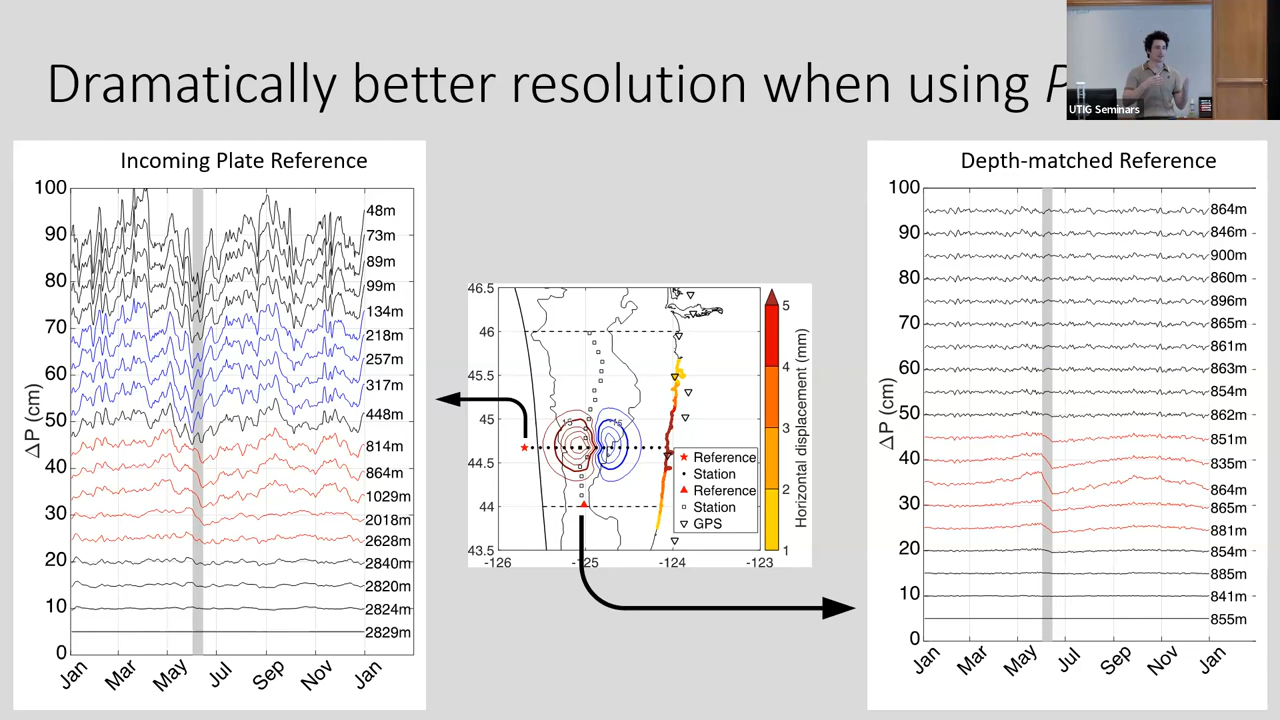 Dramatically better resolution when using P
UTIG Seminars
Incoming Plate Reference
100
90
80
70
60
50
40
30
20
10
0
ΔP (cm)
48m
73m
89m
99m
134m
218m
257m
317m
448m
814m
864m
1029m
2018m
2628m
2840m
2820m
2824m
2829m
Jan
Mar
May
Jul
Sep
Nov
Jan
46.5
46
45.5
45
44.5
44
43.5
-126
-125
-124
-123
Reference
Station
Reference
Station
GPS
5
4
3
2
1
Horizontal displacement (mm)
Depth-matched Reference
100
90
80
70
60
50
40
30
20
10
0
ΔP (cm)
864m
846m
900m
860m
896m
865m
861m
863m
854m
862m
851m
835m
864m
865m
881m
854m
885m
841m
855m
Jan
Mar
May
Jul
Sep
Nov
Jan